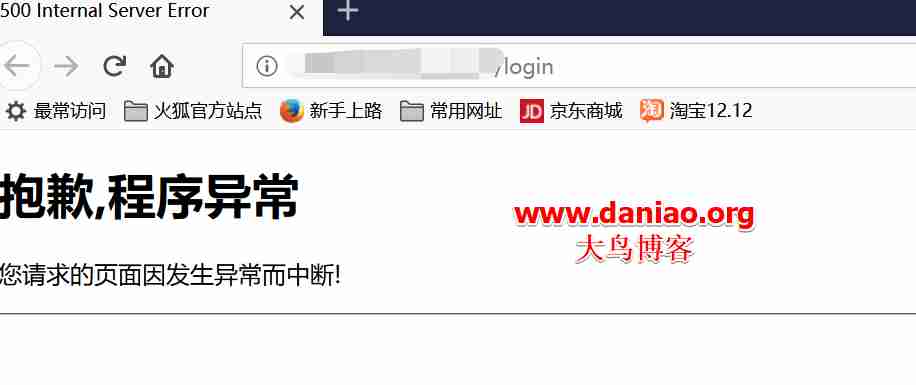 500 Internal Server Error
/login
最常访问 火狐官方站点 新手上路 常用网址 JD 京东商城 淘 淘宝12.12
抱歉,程序异常
www.daniao.org
大鸟博客
您请求的页面因发生异常而中断!